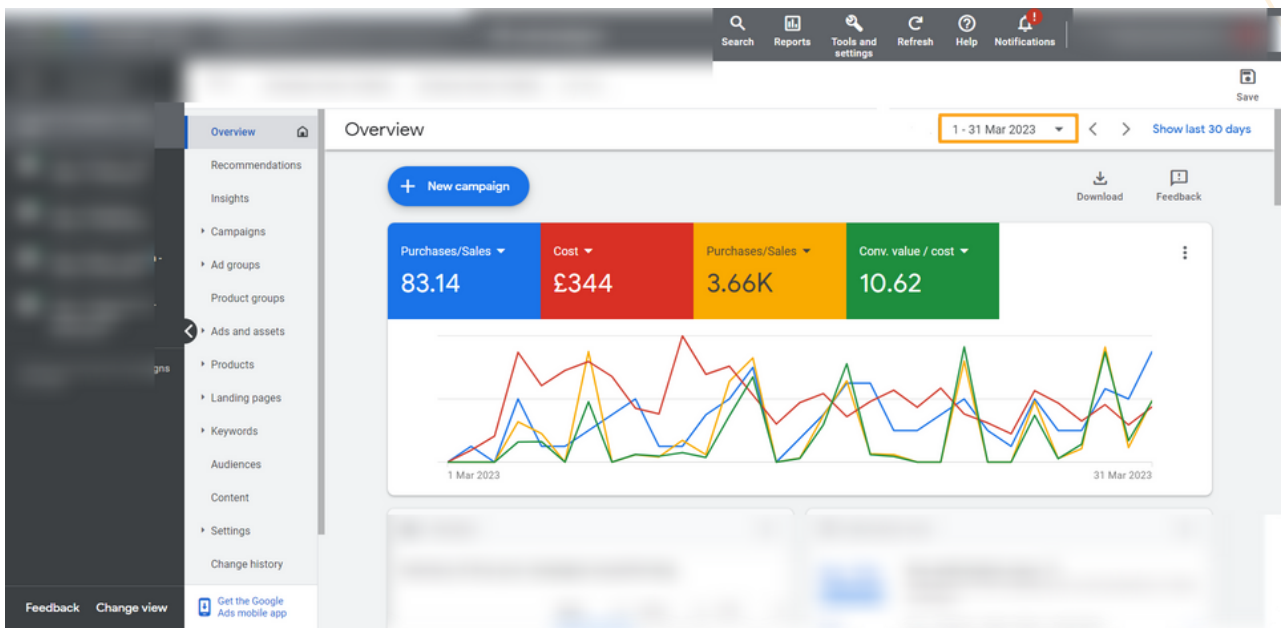 Search Reports Tools and settings Refresh Help Notifications
Save
Overview
Recommendations
Insights
Campaigns
Ad groups
Product groups
Ads and assets
Products
Landing pages
Keywords
Audiences
Content
Settings
Change history
Get the Google
Ads mobile app
Feedback Change view
gns
Overview
1 - 31 Mar 2023
Show last 30 days
+ New campaign
Download Feedback
Purchases/Sales
83.14
Cost
£344
Purchases/Sales
3.66K
Conv. value / cost
10.62
1 Mar 2023
31 Mar 2023